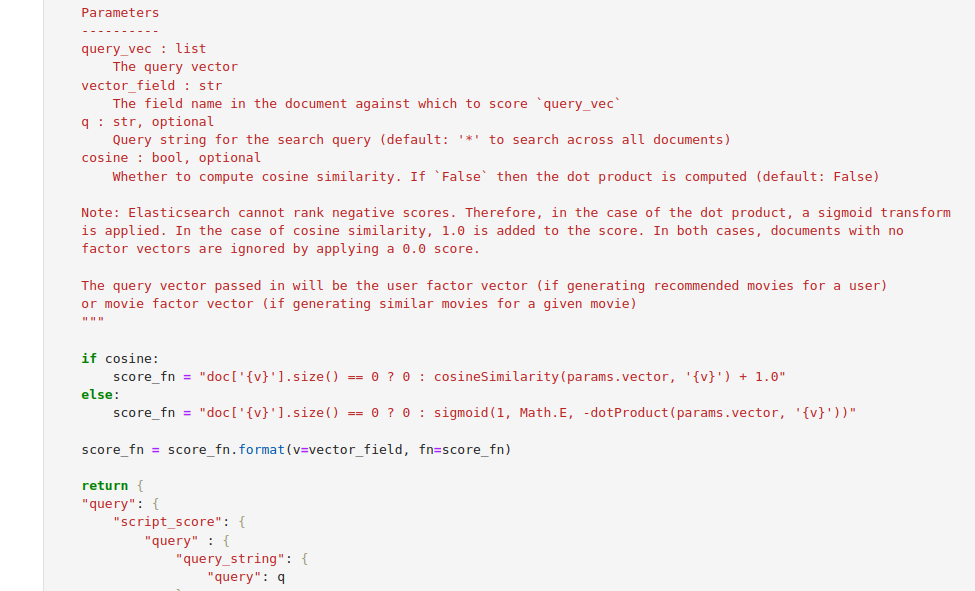 Parameters
----------
query_vec : list
    The query vector
vector_field : str
    The field name in the document against which to score `query_vec`
q : str, optional
    Query string for the search query (default: '*' to search across all documents)
cosine : bool, optional
    Whether to compute cosine similarity. If `False` then the dot product is computed (default: False)

Note: Elasticsearch cannot rank negative scores. Therefore, in the case of the dot product, a sigmoid transform
is applied. In the case of cosine similarity, 1.0 is added to the score. In both cases, documents with no
factor vectors are ignored by applying a 0.0 score.

The query vector passed in will be the user factor vector (if generating recommended movies for a user)
or movie factor vector (if generating similar movies for a given movie)
"""

if cosine:
    score_fn = "doc['{v}'].size() == 0 ? 0 : cosineSimilarity(params.vector, '{v}') + 1.0"
else:
    score_fn = "doc['{v}'].size() == 0 ? 0 : sigmoid(1, Math.E, -dotProduct(params.vector, '{v}'))"

score_fn = score_fn.format(v=vector_field, fn=score_fn)

return {
"query": {
    "script_score": {
        "query" : {
            "query_string": {
                "query": q